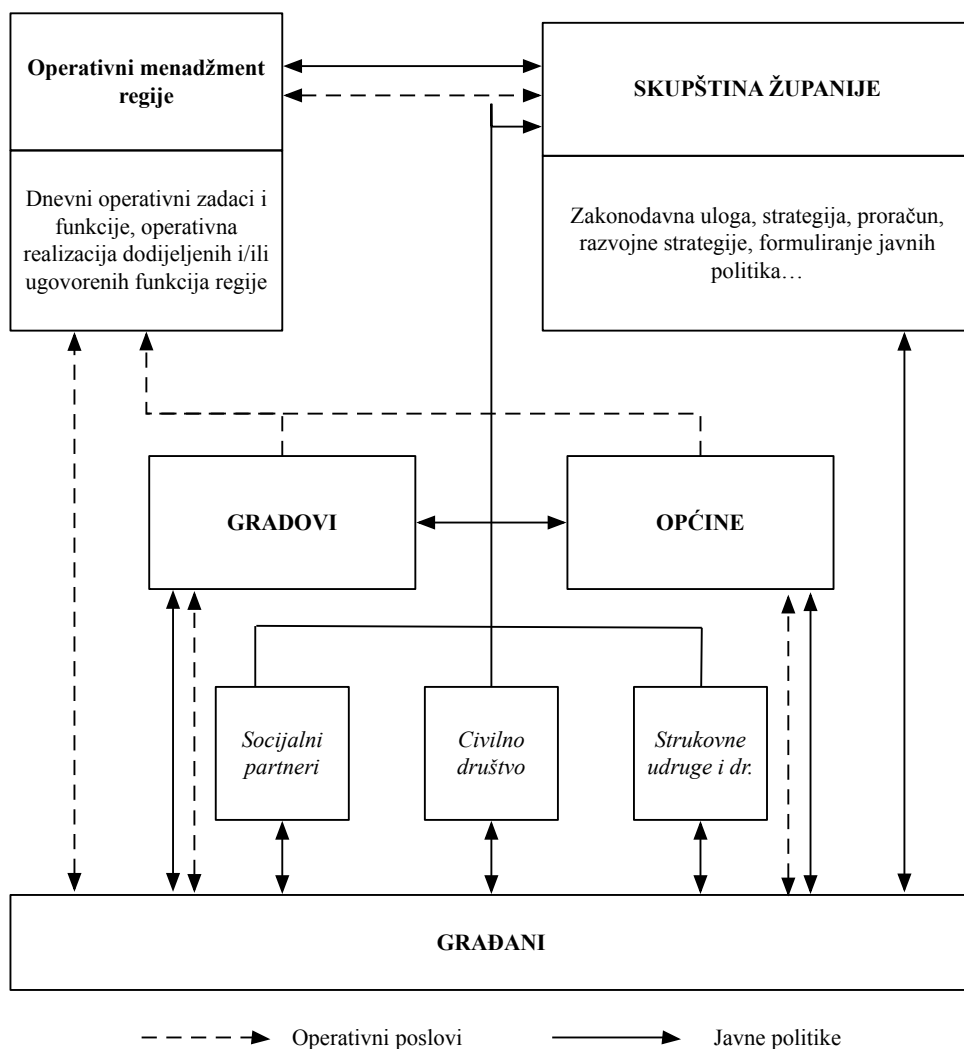 Operativni menadžment
regije
SKUPŠTINA ŽUPANIJE
Dnevni operativni zadaci i
funkcije, operativna
realizacija dodijeljenih i/ili
ugovorenih funkcija regije
Zakonodavna uloga, strategija, proračun,
razvojne strategije, formuliranje javnih
politika…
GRADOVI
OPĆINE
Socijalni
partneri
Civilno
društvo
Strukovne
udruge i dr.
GRAĐANI
Operativni poslovi
Javne politike